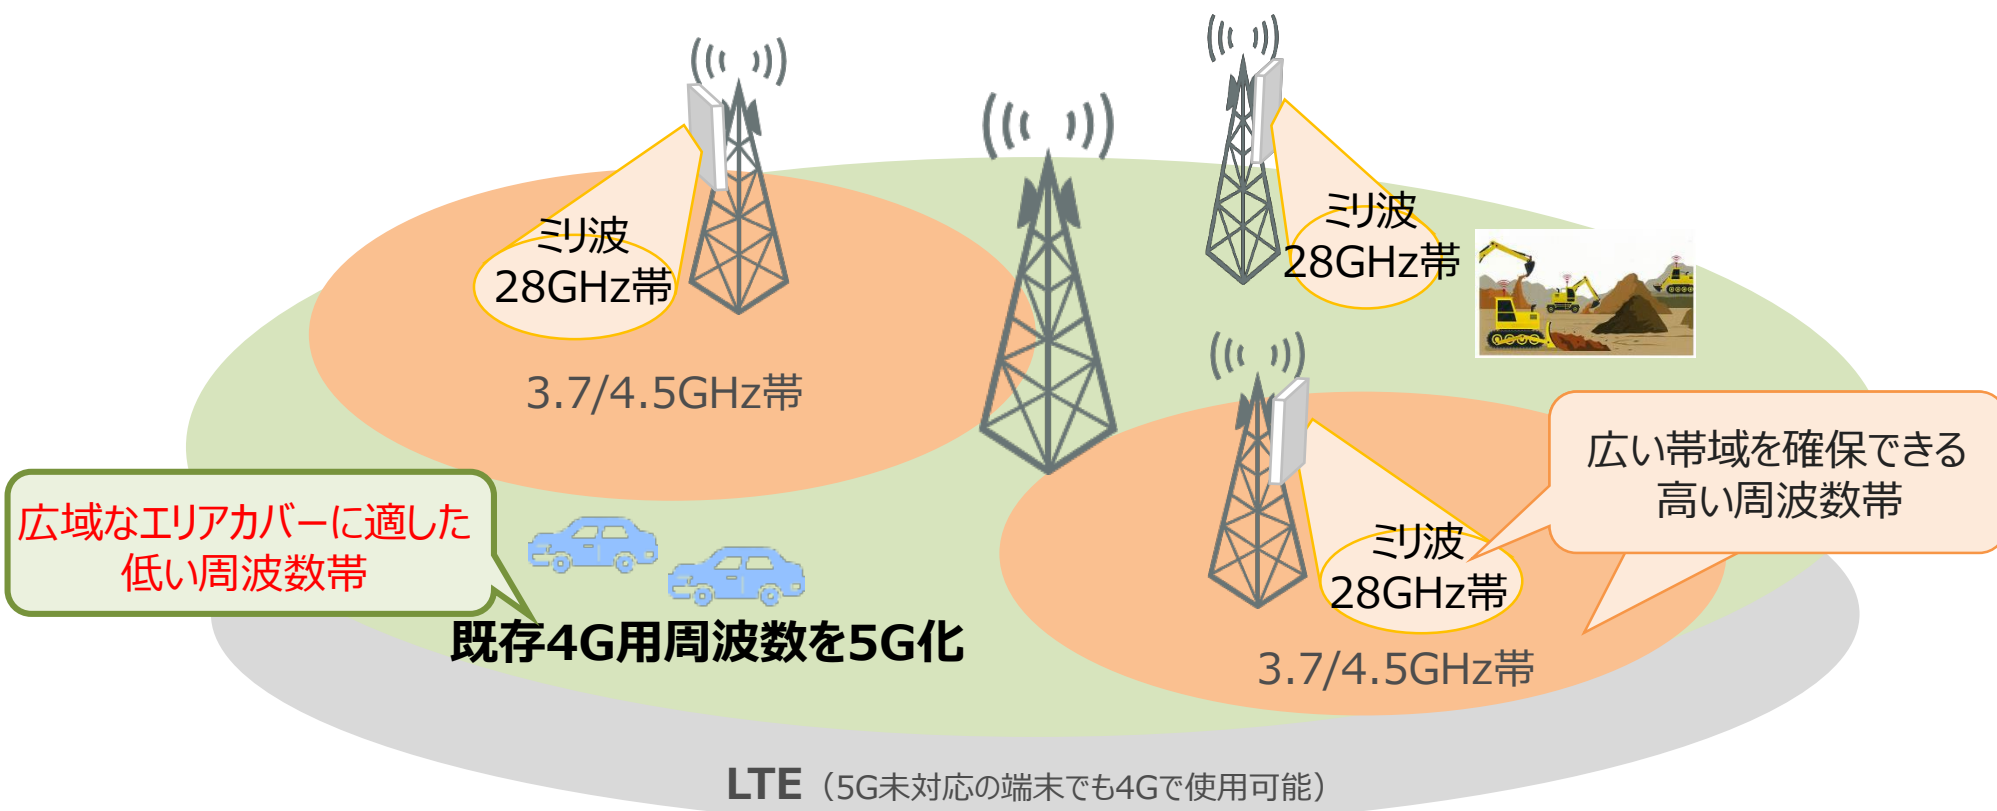 ミリ波
28GHz帯
ミリ波
28GHz帯
3.7/4.5GHz帯
広い帯域を確保できる
高い周波数帯
広域なエリアカバーに適した
低い周波数帯
ミリ波
28GHz帯
既存4G用周波数を5G化
3.7/4.5GHz帯
LTE（5G未対応の端末でも4Gで使用可能）